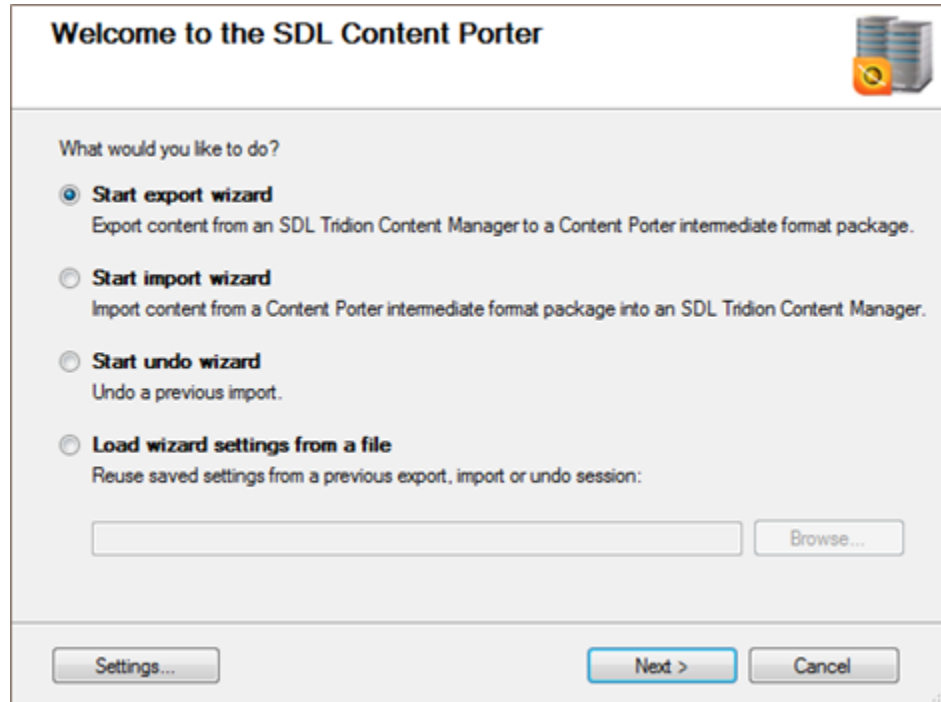 Welcome to the SDL Content Porter
What would you like to do?
Start export wizard
Export content from an SDL Tridion Content Manager to a Content Porter intermediate format package.
Start import wizard
Import content from a Content Porter intermediate format package into an SDL Tridion Content Manager.
Start undo wizard
Undo a previous import.
Load wizard settings from a file
Reuse saved settings from a previous export, import or undo session:
Browse...
Settings...
Next >
Cancel